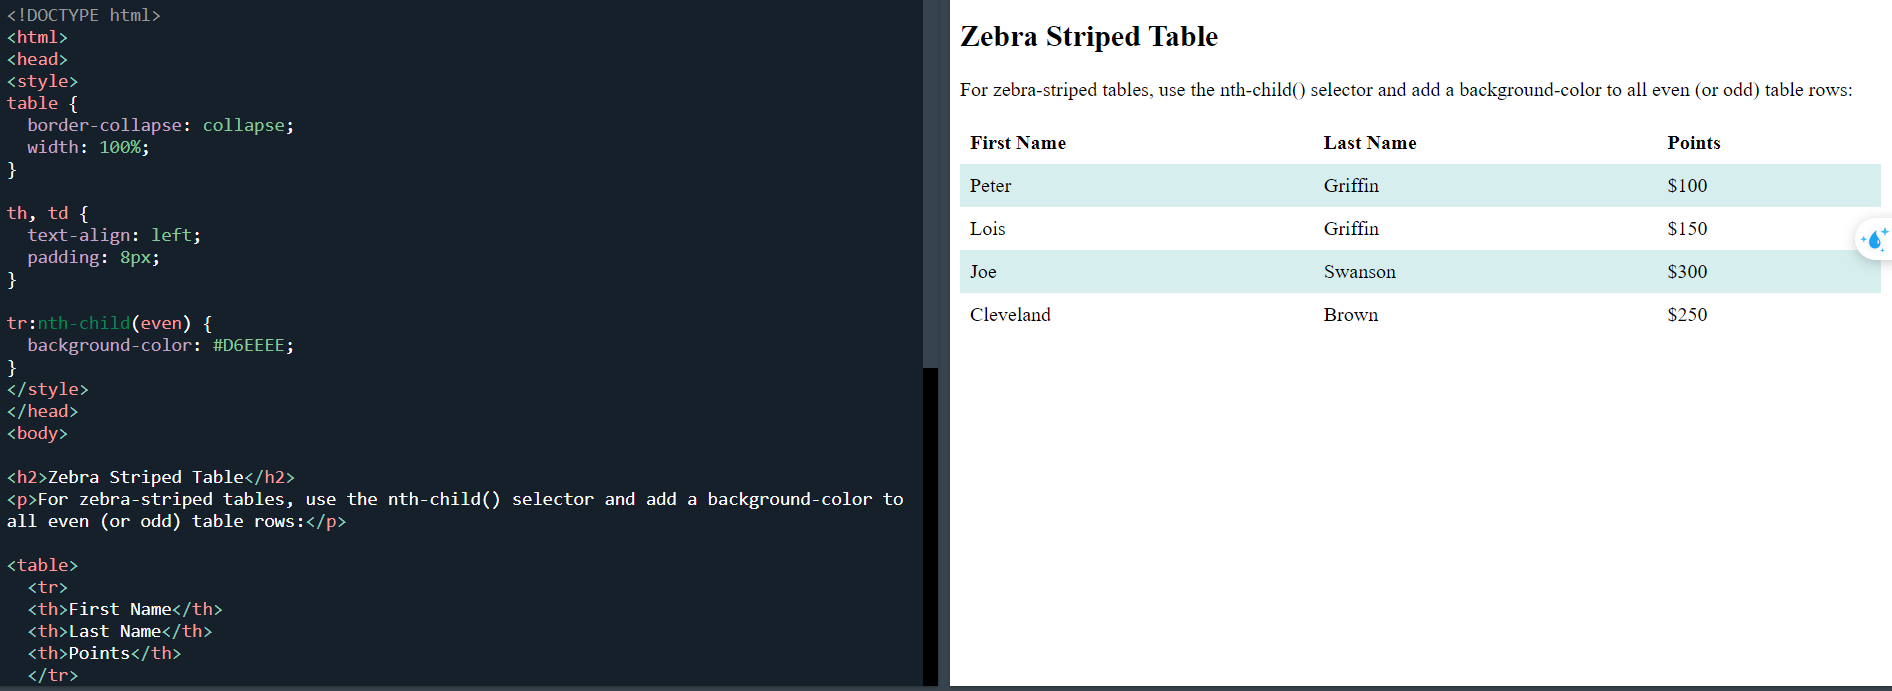 <!DOCTYPE html>
<html>
<head>
<style>
table {
  border-collapse: collapse;
  width: 100%;
}
th, td {
  text-align: left;
  padding: 8px;
}
tr:nth-child(even) {
  background-color: #D6EEEE;
}
</style>
</head>
<body>
<h2>Zebra Striped Table</h2>
<p>For zebra-striped tables, use the nth-child() selector and add a background-color to
all even (or odd) table rows:</p>
<table>
  <tr>
  <th>First Name</th>
  <th>Last Name</th>
  <th>Points</th>
  </tr>
Zebra Striped Table
For zebra-striped tables, use the nth-child() selector and add a background-color to all even (or odd) table rows:
First Name Last Name Points
Peter Griffin $100
Lois Griffin $150
Joe Swanson $300
Cleveland Brown $250